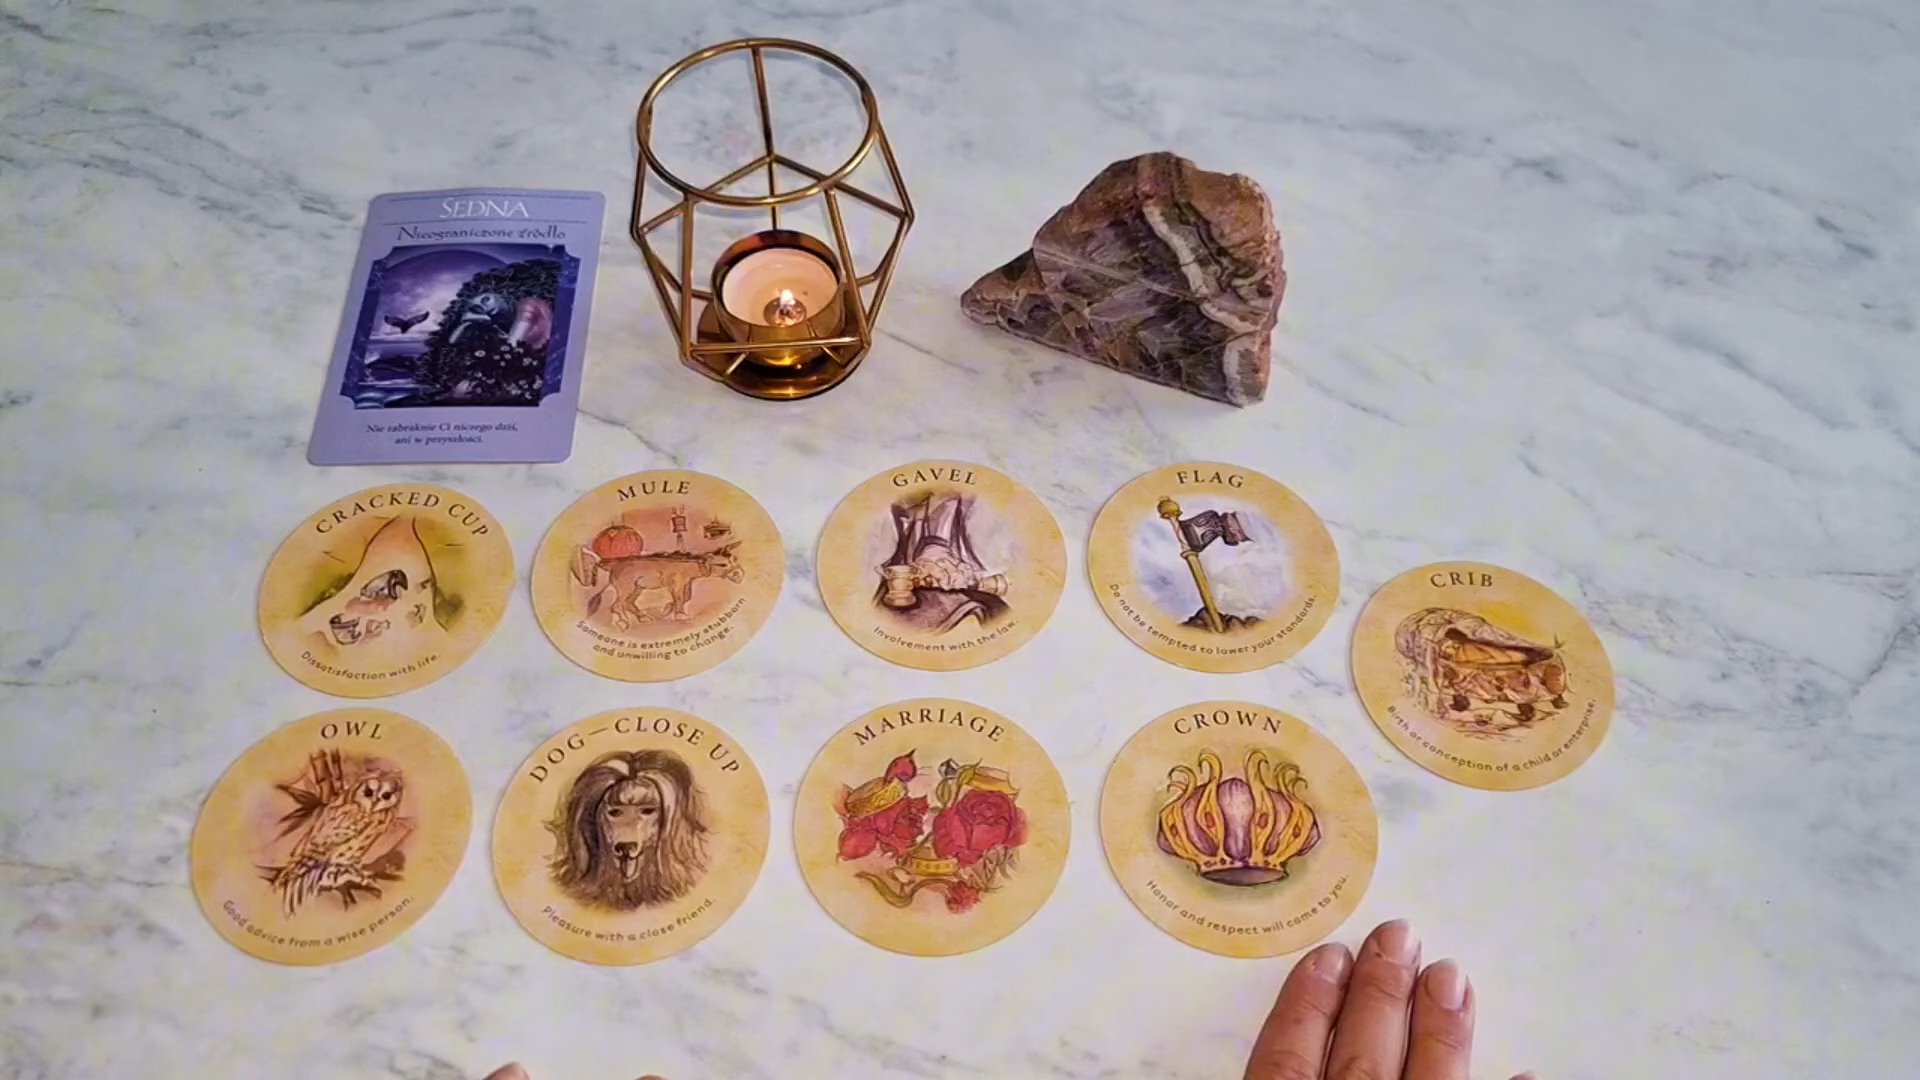 SEDNA
Nieograniczone źródło
Nie zabraknie Ci niczego dziś,
ani w przyszłości.
CRACKED CUP
Dissatisfaction with life.
MULE
Someone is extremely stubborn
and unwilling to change.
GAVEL
Involvement with the law.
FLAG
Do not be tempted to lower your standards.
CRIB
Birth or conception of a child or enterprise.
OWL
Good advice from a wise person.
DOG—CLOSE UP
Pleasure with a close friend.
MARRIAGE
CROWN
Honor and respect will come to you.